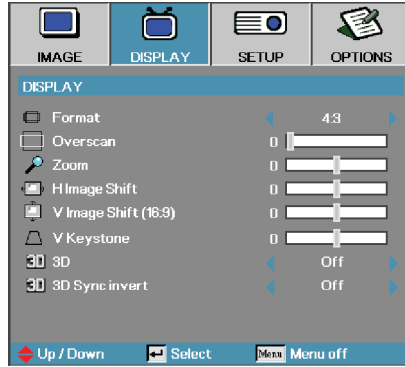 IMAGE DISPLAY SETUP OPTIONS
DISPLAY
Format 4:3
Overscan 0
Zoom 0
H Image Shift 0
V Image Shift (16:9) 0
V Keystone 0
3D 3D Off
3D 3D Sync invert Off
Up / Down Select Menu Menu off